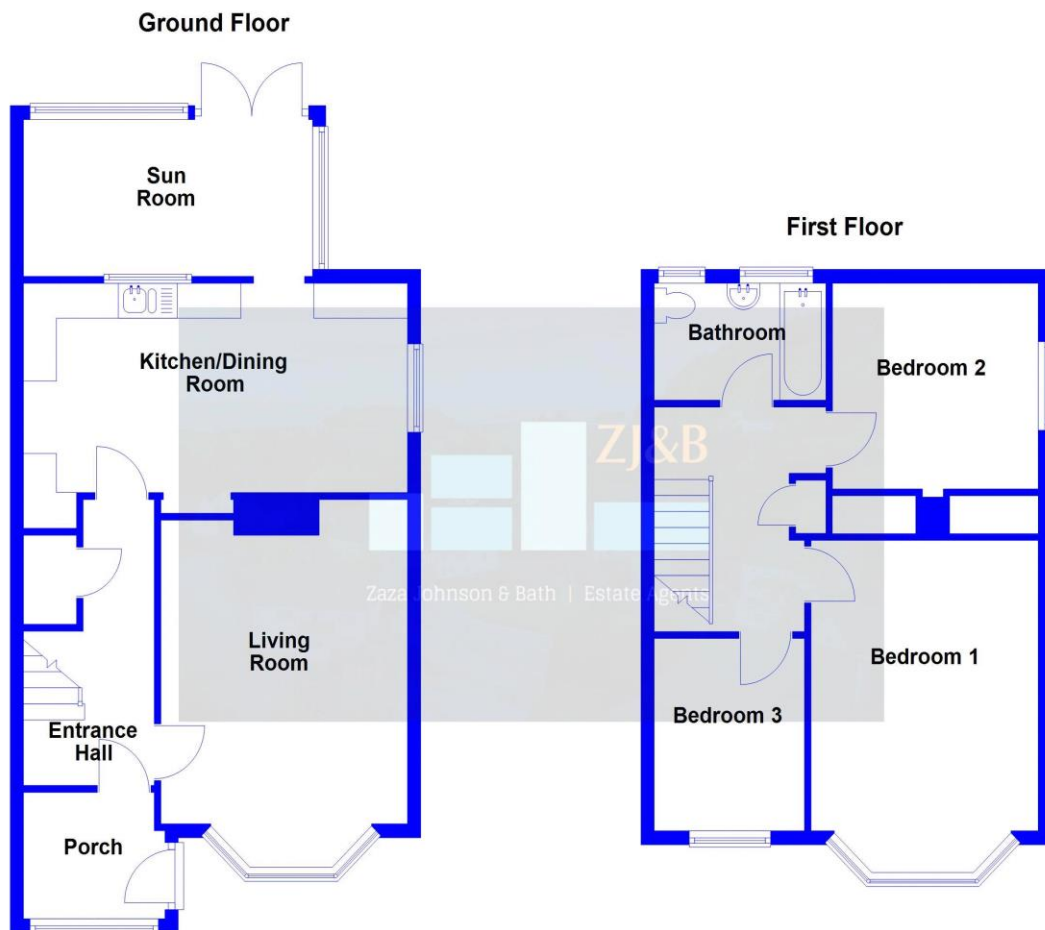 Ground Floor
Sun
Room
Kitchen/Dining
Room
Living
Room
Entrance
Hall
Porch
First Floor
Bathroom
Bedroom 2
Bedroom 1
Bedroom 3
ZJ&B
Zaza Johnson & Bath | Estate Agents